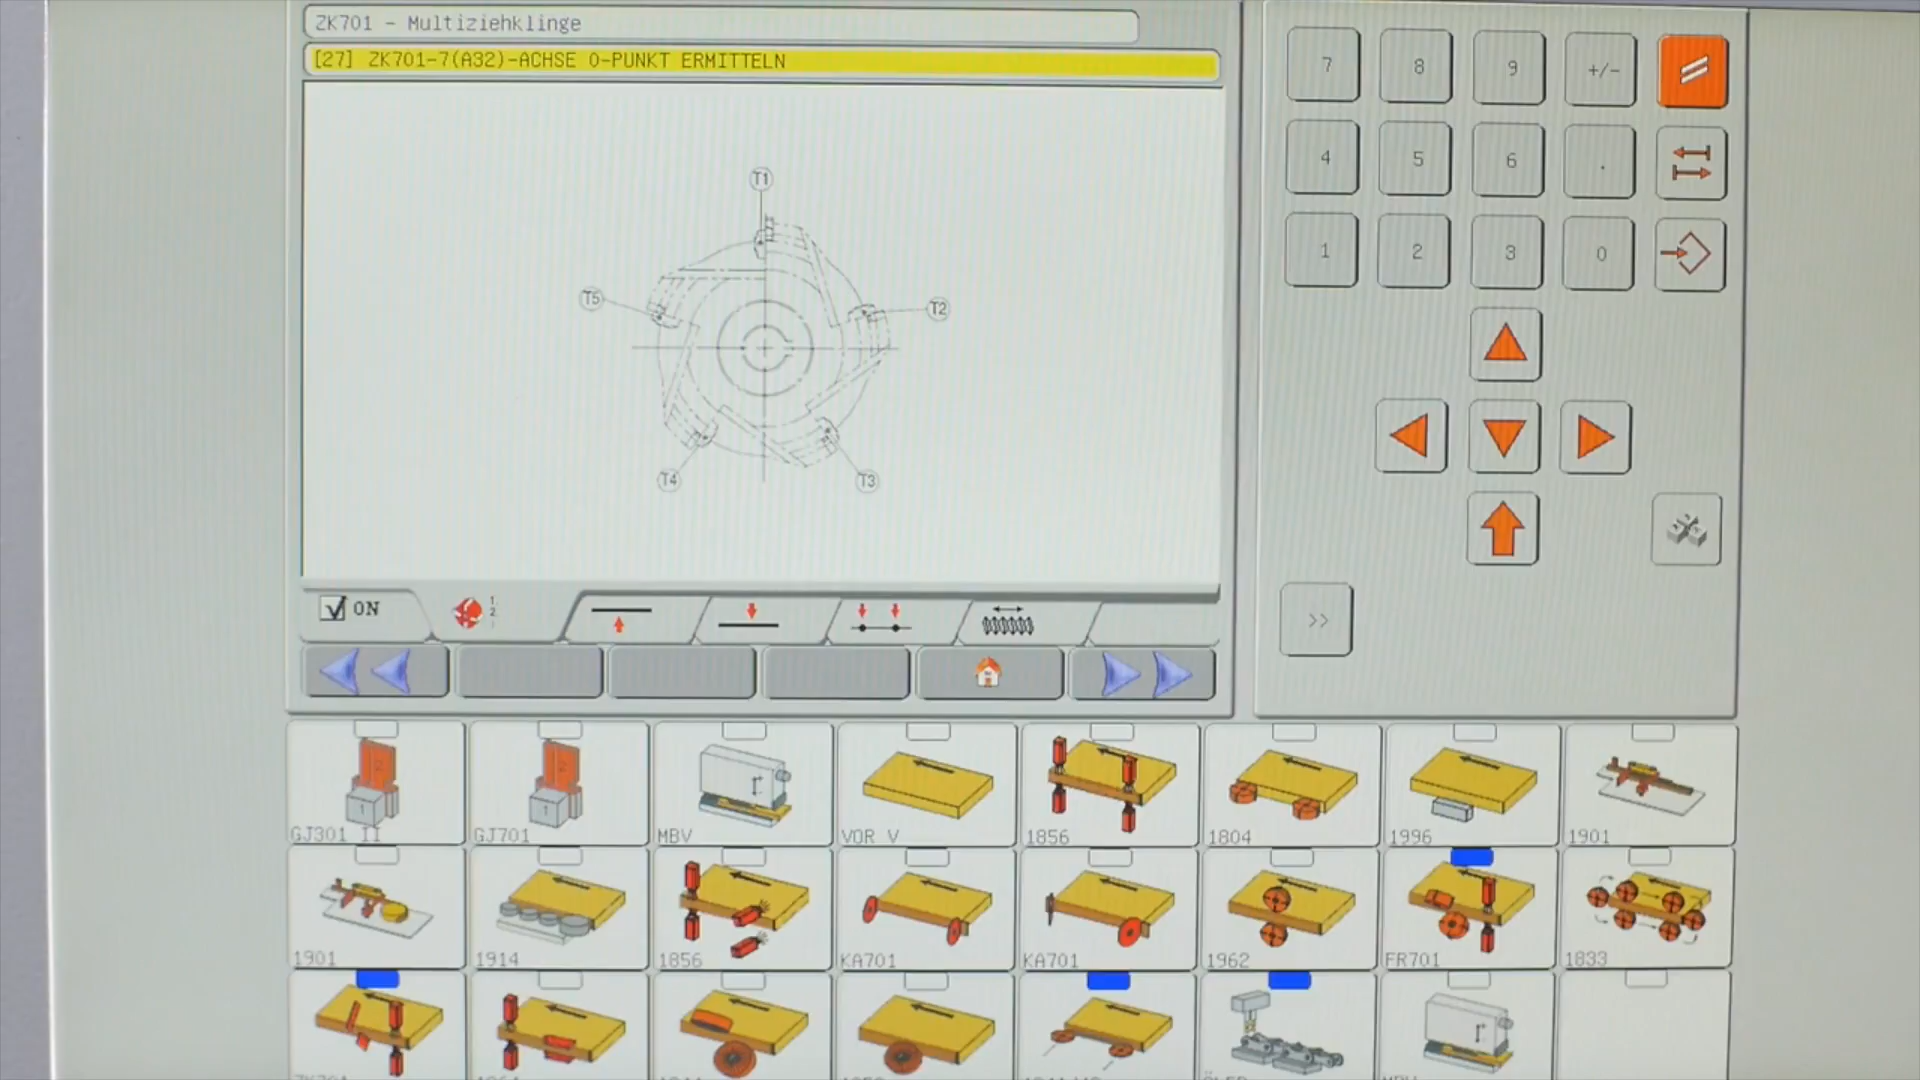 ZK701 - Multiziehklinge
[27] ZK701-7(A32)-ACHSE 0-PUNKT ERMITTELN
T1
T5
T2
T4
T3
ON
1
2
7 8 9 +/-
4 5 6 .
1 2 3 0
>>
GJ301 II
GJ701
MBV
VOR V
1856
1804
1996
1901
1901
1914
1856
KA701
KA701
1962
FR701
1833